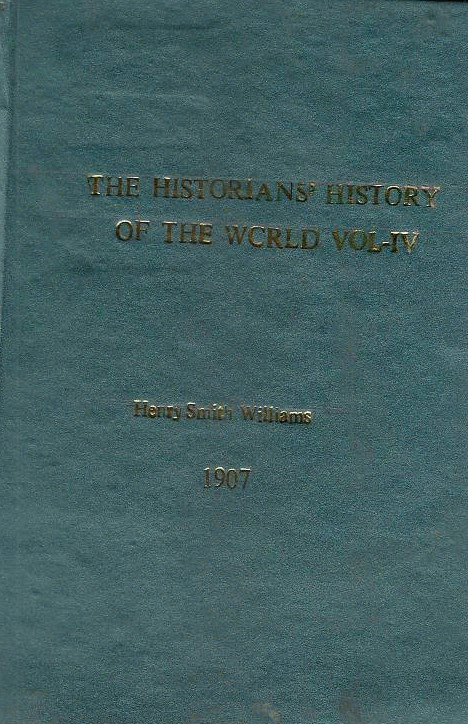 THE HISTORIANS' HISTORY
OF THE WCRLD VOL-IV
Henry Smith Williams
1907